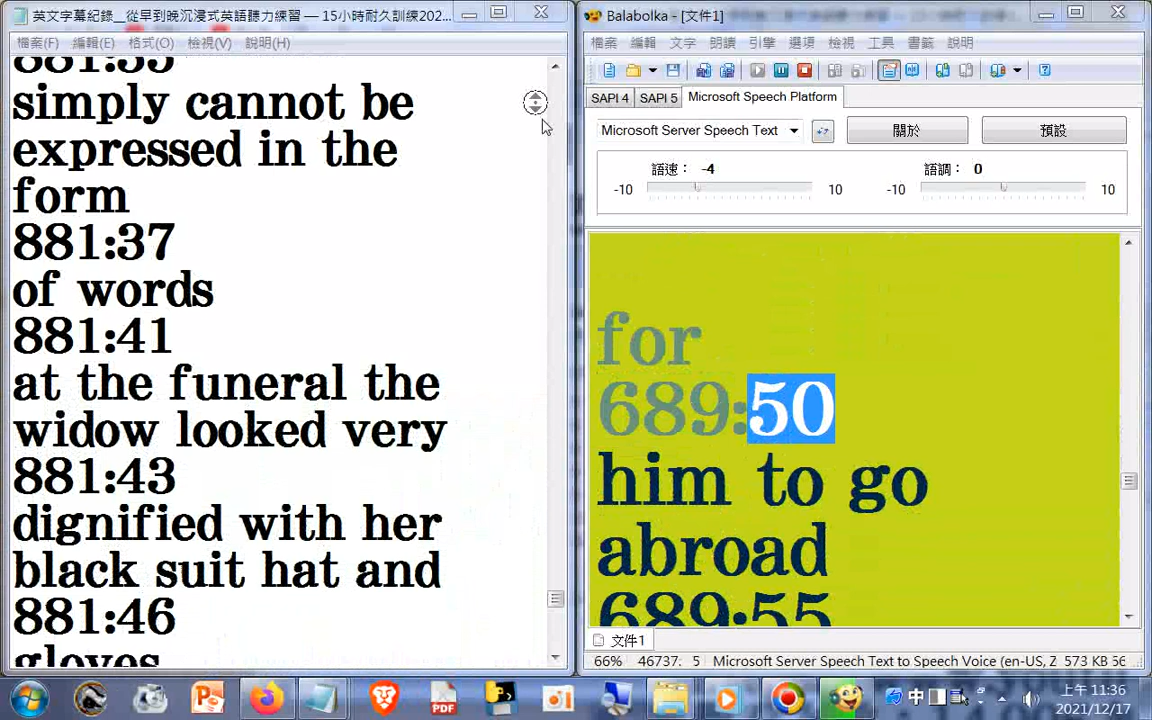 英文字幕紀錄__從早到晚沉浸式英語聽力練習 — 15小時耐久訓練202...
檔案(F) 編輯(E) 格式(O) 檢視(V) 說明(H)
881:35
simply cannot be
expressed in the
form
881:37
of words
881:41
at the funeral the
widow looked very
881:43
dignified with her
black suit hat and
881:46
gloves
Balabolka - [文件1]
檔案 編輯 文字 朗讀 引擎 選項 檢視 工具 書籤 說明
SAPI 4 SAPI 5 Microsoft Speech Platform
Microsoft Server Speech Text 關於 預設
語速： -4 語調： 0
-10 10 -10 10
for
689:50
him to go
abroad
689:55
文件1
66% 46737: 5 Microsoft Server Speech Text to Speech Voice (en-US, Z 573 KB 56
PDF 中 上午 11:36
2021/12/17